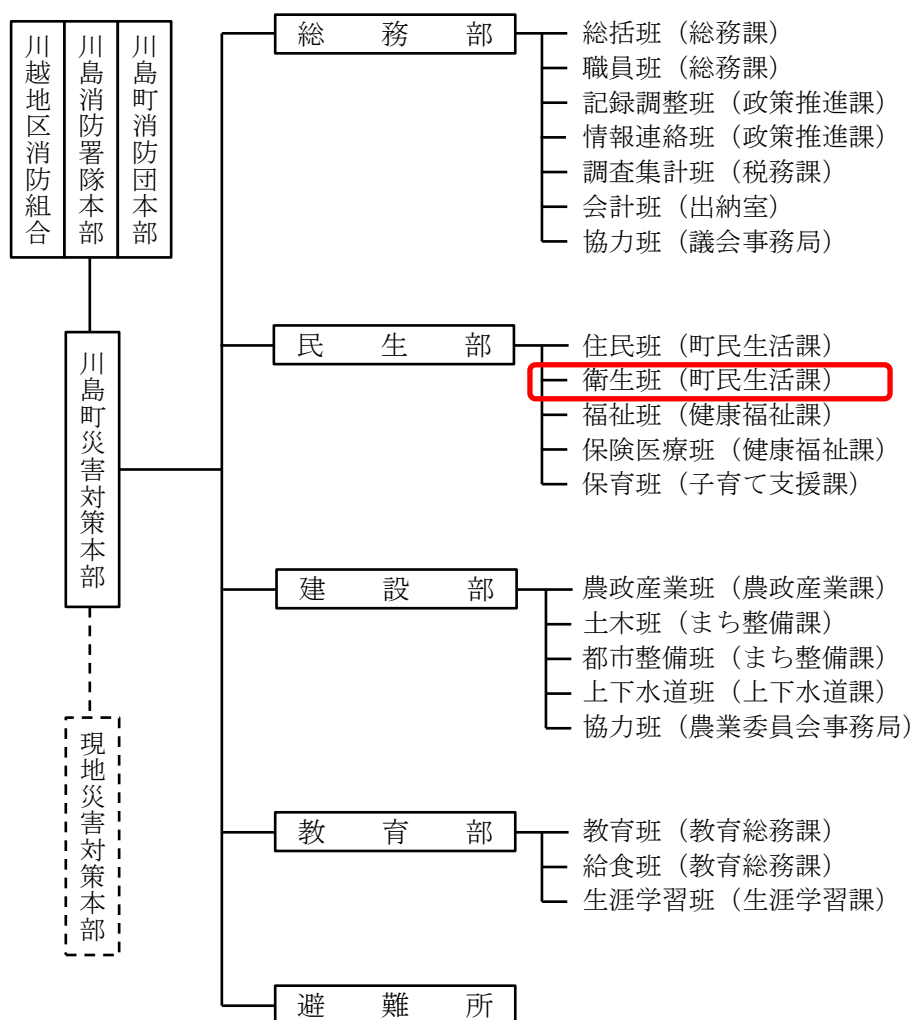 川越地区消防組合
川島消防署隊本部
川島町消防団本部
川島町災害対策本部
現地災害対策本部
総務部
総括班（総務課）
職員班（総務課）
記録調整班（政策推進課）
情報連絡班（政策推進課）
調査集計班（税務課）
会計班（出納室）
協力班（議会事務局）
民生部
住民班（町民生活課）
衛生班（町民生活課）
福祉班（健康福祉課）
保険医療班（健康福祉課）
保育班（子育て支援課）
建設部
農政産業班（農政産業課）
土木班（まち整備課）
都市整備班（まち整備課）
上下水道班（上下水道課）
協力班（農業委員会事務局）
教育部
教育班（教育総務課）
給食班（教育総務課）
生涯学習班（生涯学習課）
避難所